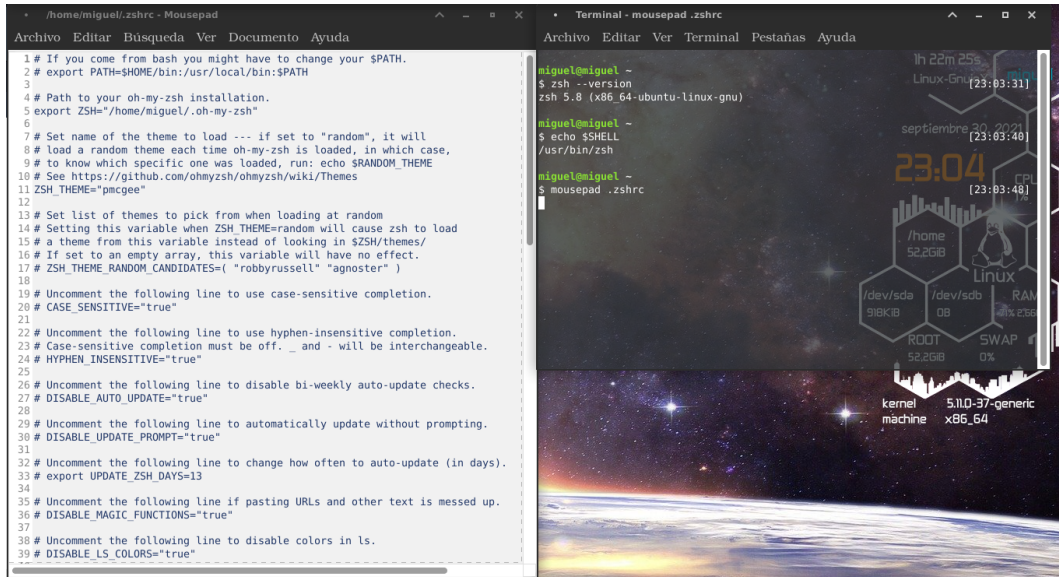 /home/miguel/.zshrc - Mousepad
Archivo Editar Búsqueda Ver Documento Ayuda
1 # If you come from bash you might have to change your $PATH.
2 # export PATH=$HOME/bin:/usr/local/bin:$PATH
3
4 # Path to your oh-my-zsh installation.
5 export ZSH="/home/miguel/.oh-my-zsh"
6
7 # Set name of the theme to load --- if set to "random", it will
8 # load a random theme each time oh-my-zsh is loaded, in which case,
9 # to know which specific one was loaded, run: echo $RANDOM_THEME
10 # See https://github.com/ohmyzsh/ohmyzsh/wiki/Themes
11 ZSH_THEME="pmcgee"
12
13 # Set list of themes to pick from when loading at random
14 # Setting this variable when ZSH_THEME=random will cause zsh to load
15 # a theme from this variable instead of looking in $ZSH/themes/
16 # If set to an empty array, this variable will have no effect.
17 # ZSH_THEME_RANDOM_CANDIDATES=( "robbyrussell" "agnoster" )
18
19 # Uncomment the following line to use case-sensitive completion.
20 # CASE_SENSITIVE="true"
21
22 # Uncomment the following line to use hyphen-insensitive completion.
23 # Case-sensitive completion must be off. _ and - will be interchangeable.
24 # HYPHEN_INSENSITIVE="true"
25
26 # Uncomment the following line to disable bi-weekly auto-update checks.
27 # DISABLE_AUTO_UPDATE="true"
28
29 # Uncomment the following line to automatically update without prompting.
30 # DISABLE_UPDATE_PROMPT="true"
31
32 # Uncomment the following line to change how often to auto-update (in days).
33 # export UPDATE_ZSH_DAYS=13
34
35 # Uncomment the following line if pasting URLs and other text is messed up.
36 # DISABLE_MAGIC_FUNCTIONS="true"
37
38 # Uncomment the following line to disable colors in ls.
39 # DISABLE_LS_COLORS="true"
Terminal - mousepad .zshrc
Archivo Editar Ver Terminal Pestañas Ayuda
miguel@miguel ~
$ zsh --version [23:03:31]
zsh 5.8 (x86_64-ubuntu-linux-gnu)
miguel@miguel ~
$ echo $SHELL [23:03:40]
/usr/bin/zsh
miguel@miguel ~
$ mousepad .zshrc [23:03:48]
1h 22m 25s
septiembre 30, 2021
23:04
CPU
1%
/home
52,2GiB
Linux
/dev/sda
918KiB
/dev/sdb
0B
RAM
ROOT
52,2GiB
SWAP
0%
kernel 5.11.0-37-generic
machine x86_64